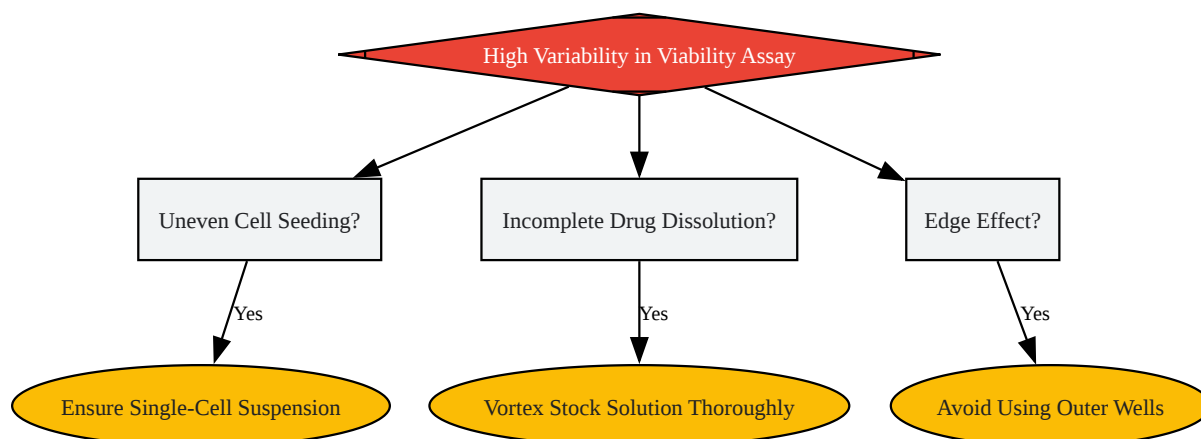 High Variability in Viability Assay
Uneven Cell Seeding?
Incomplete Drug Dissolution?
Edge Effect?
Yes
Yes
Yes
Ensure Single-Cell Suspension
Vortex Stock Solution Thoroughly
Avoid Using Outer Wells